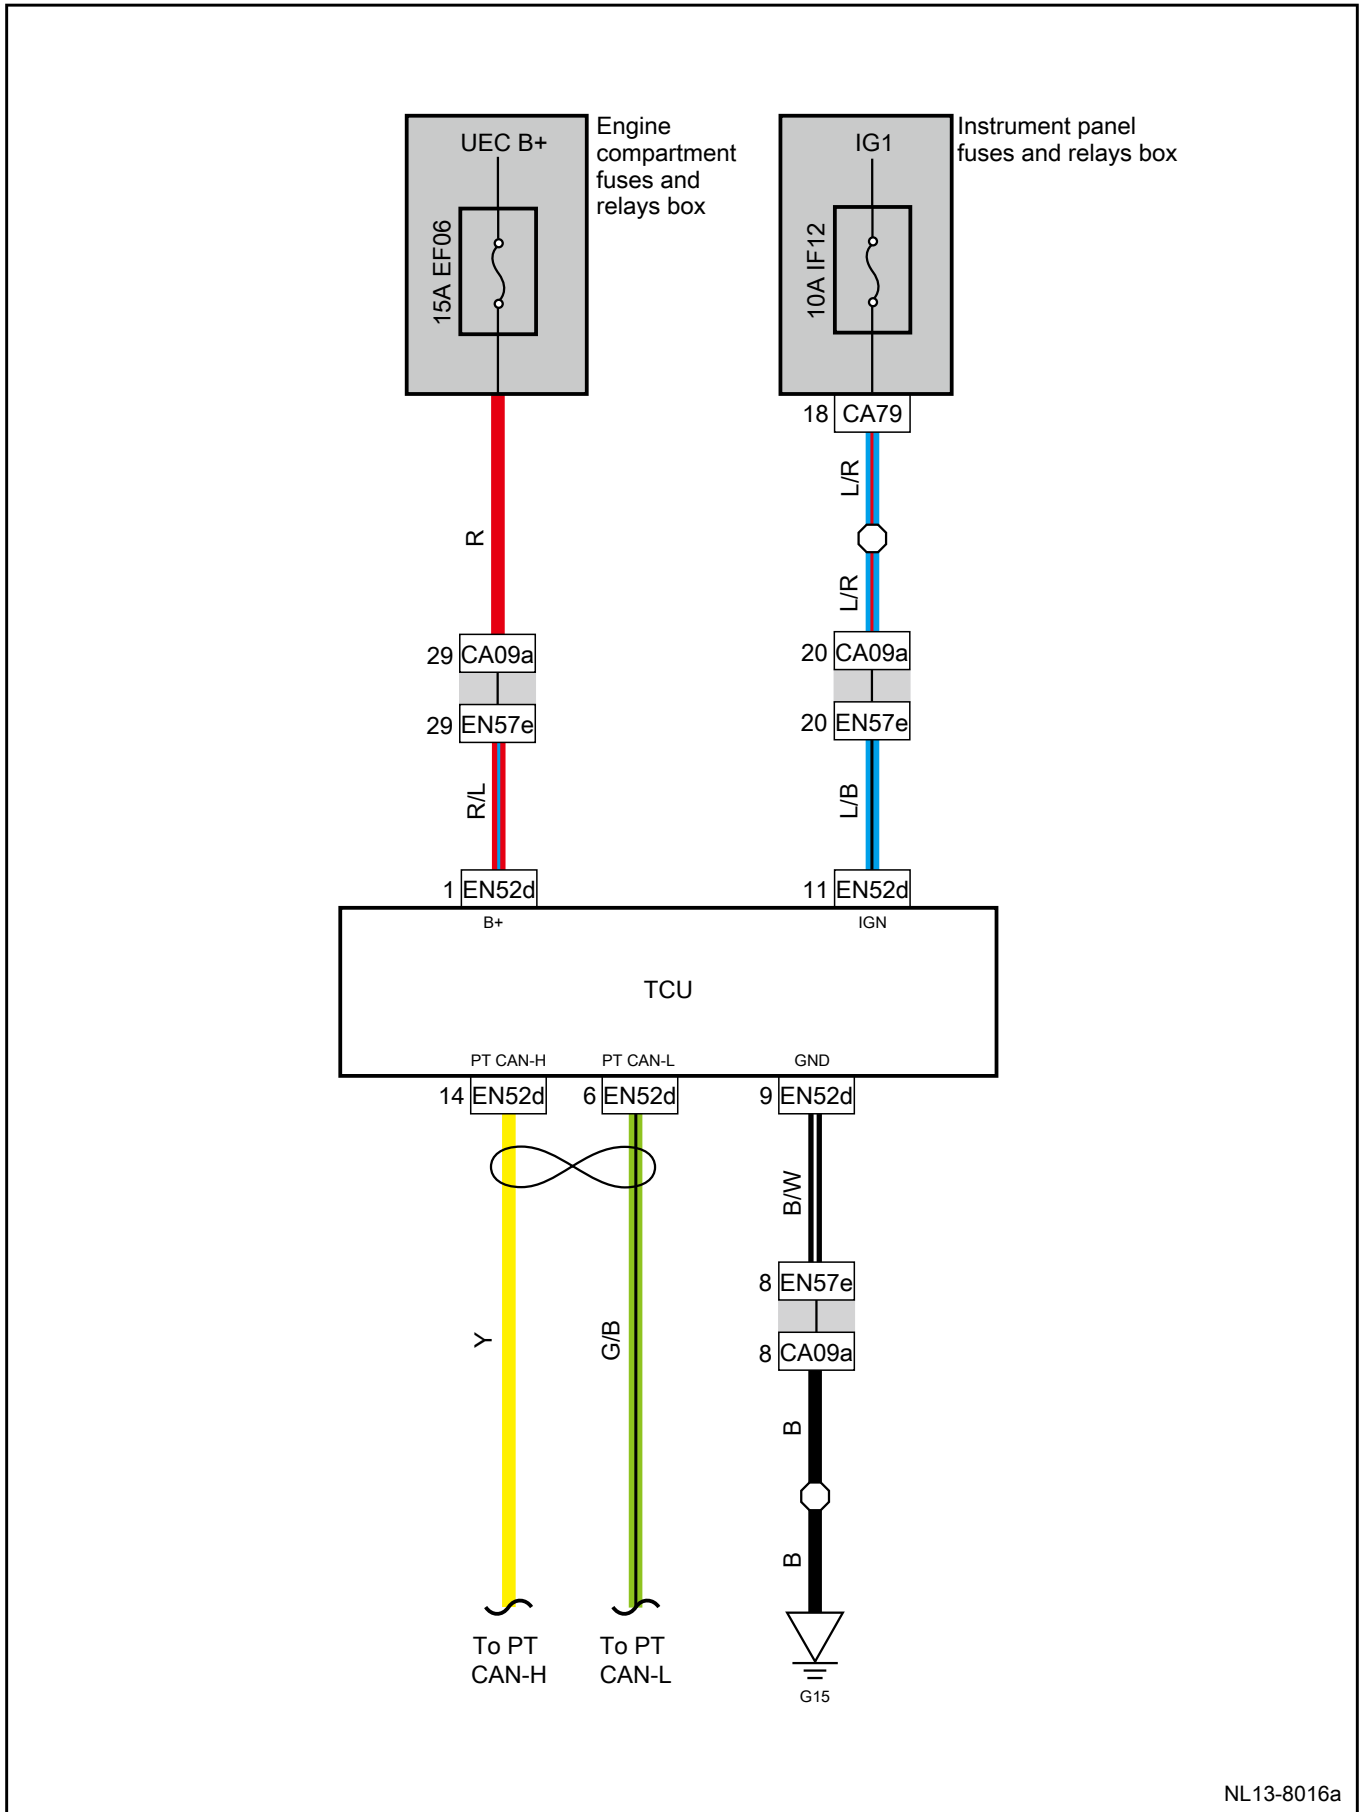 UEC B+
Engine
compartment
fuses and
relays box
15A EF06
IG1
Instrument panel
fuses and relays box
10A IF12
18 CA79
L/R
R
L/R
29 CA09a
20 CA09a
29 EN57e
20 EN57e
R/L
L/B
1 EN52d
11 EN52d
B+
IGN
TCU
PT CAN-H
PT CAN-L
GND
14 EN52d
6 EN52d
9 EN52d
B/W
8 EN57e
Y
G/B
8 CA09a
B
B
To PT
CAN-H
To PT
CAN-L
G15
NL13-8016a